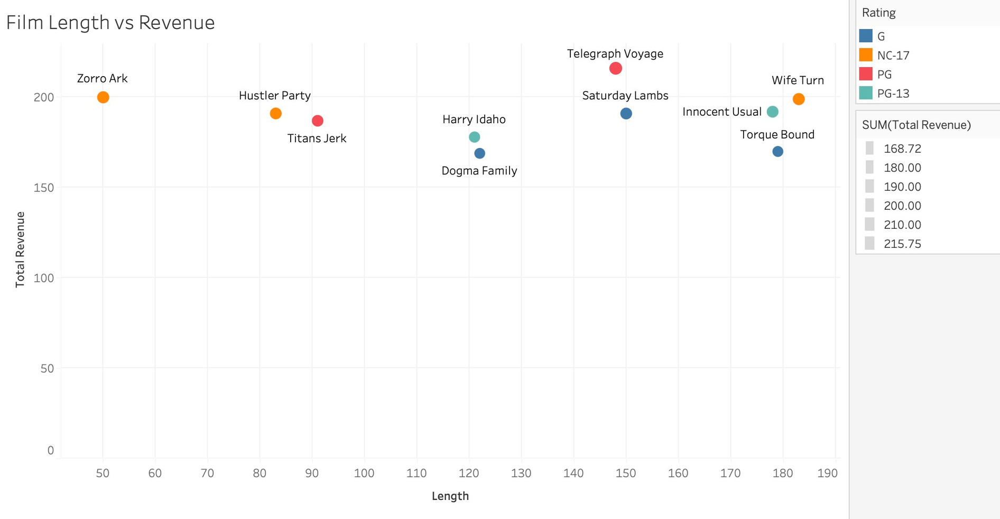 Film Length vs Revenue
Telegraph Voyage
Zorro Ark
Wife Turn
Hustler Party
Saturday Lambs
Innocent Usual
Harry Idaho
Titans Jerk
Torque Bound
Dogma Family
200
150
100
50
0
Total Revenue
50 60 70 80 90 100 110 120 130 140 150 160 170 180 190
Length
Rating
G
NC-17
PG
PG-13
SUM(Total Revenue)
168.72
180.00
190.00
200.00
210.00
215.75